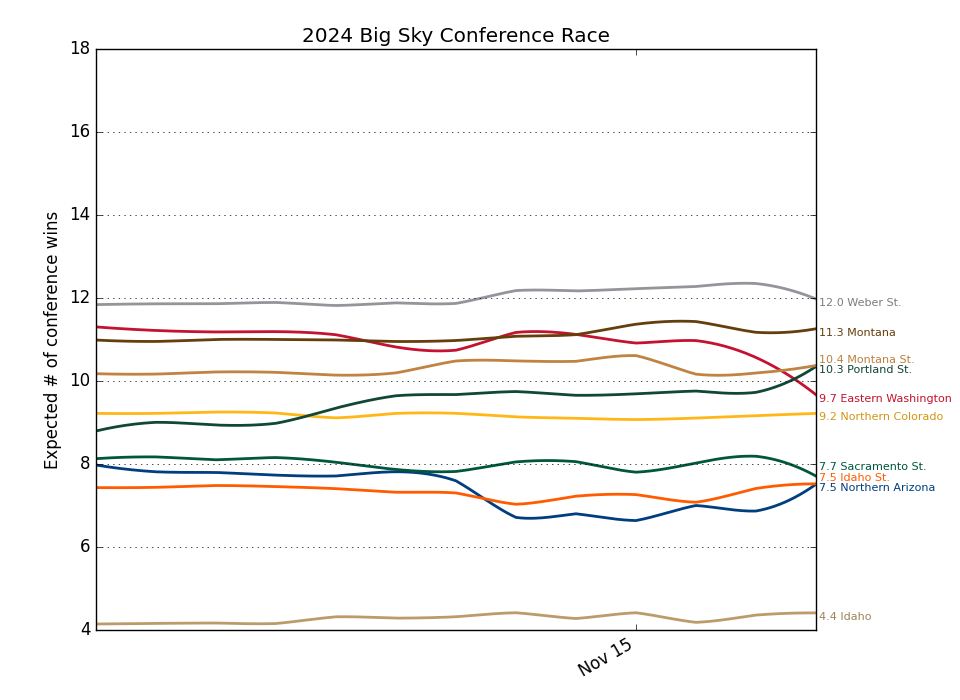 2024 Big Sky Conference Race
Expected # of conference wins
18
16
14
12
10
8
6
4
Nov 15
12.0 Weber St.
11.3 Montana
10.4 Montana St.
10.3 Portland St.
9.7 Eastern Washington
9.2 Northern Colorado
7.7 Sacramento St.
7.5 Idaho St.
7.5 Northern Arizona
4.4 Idaho